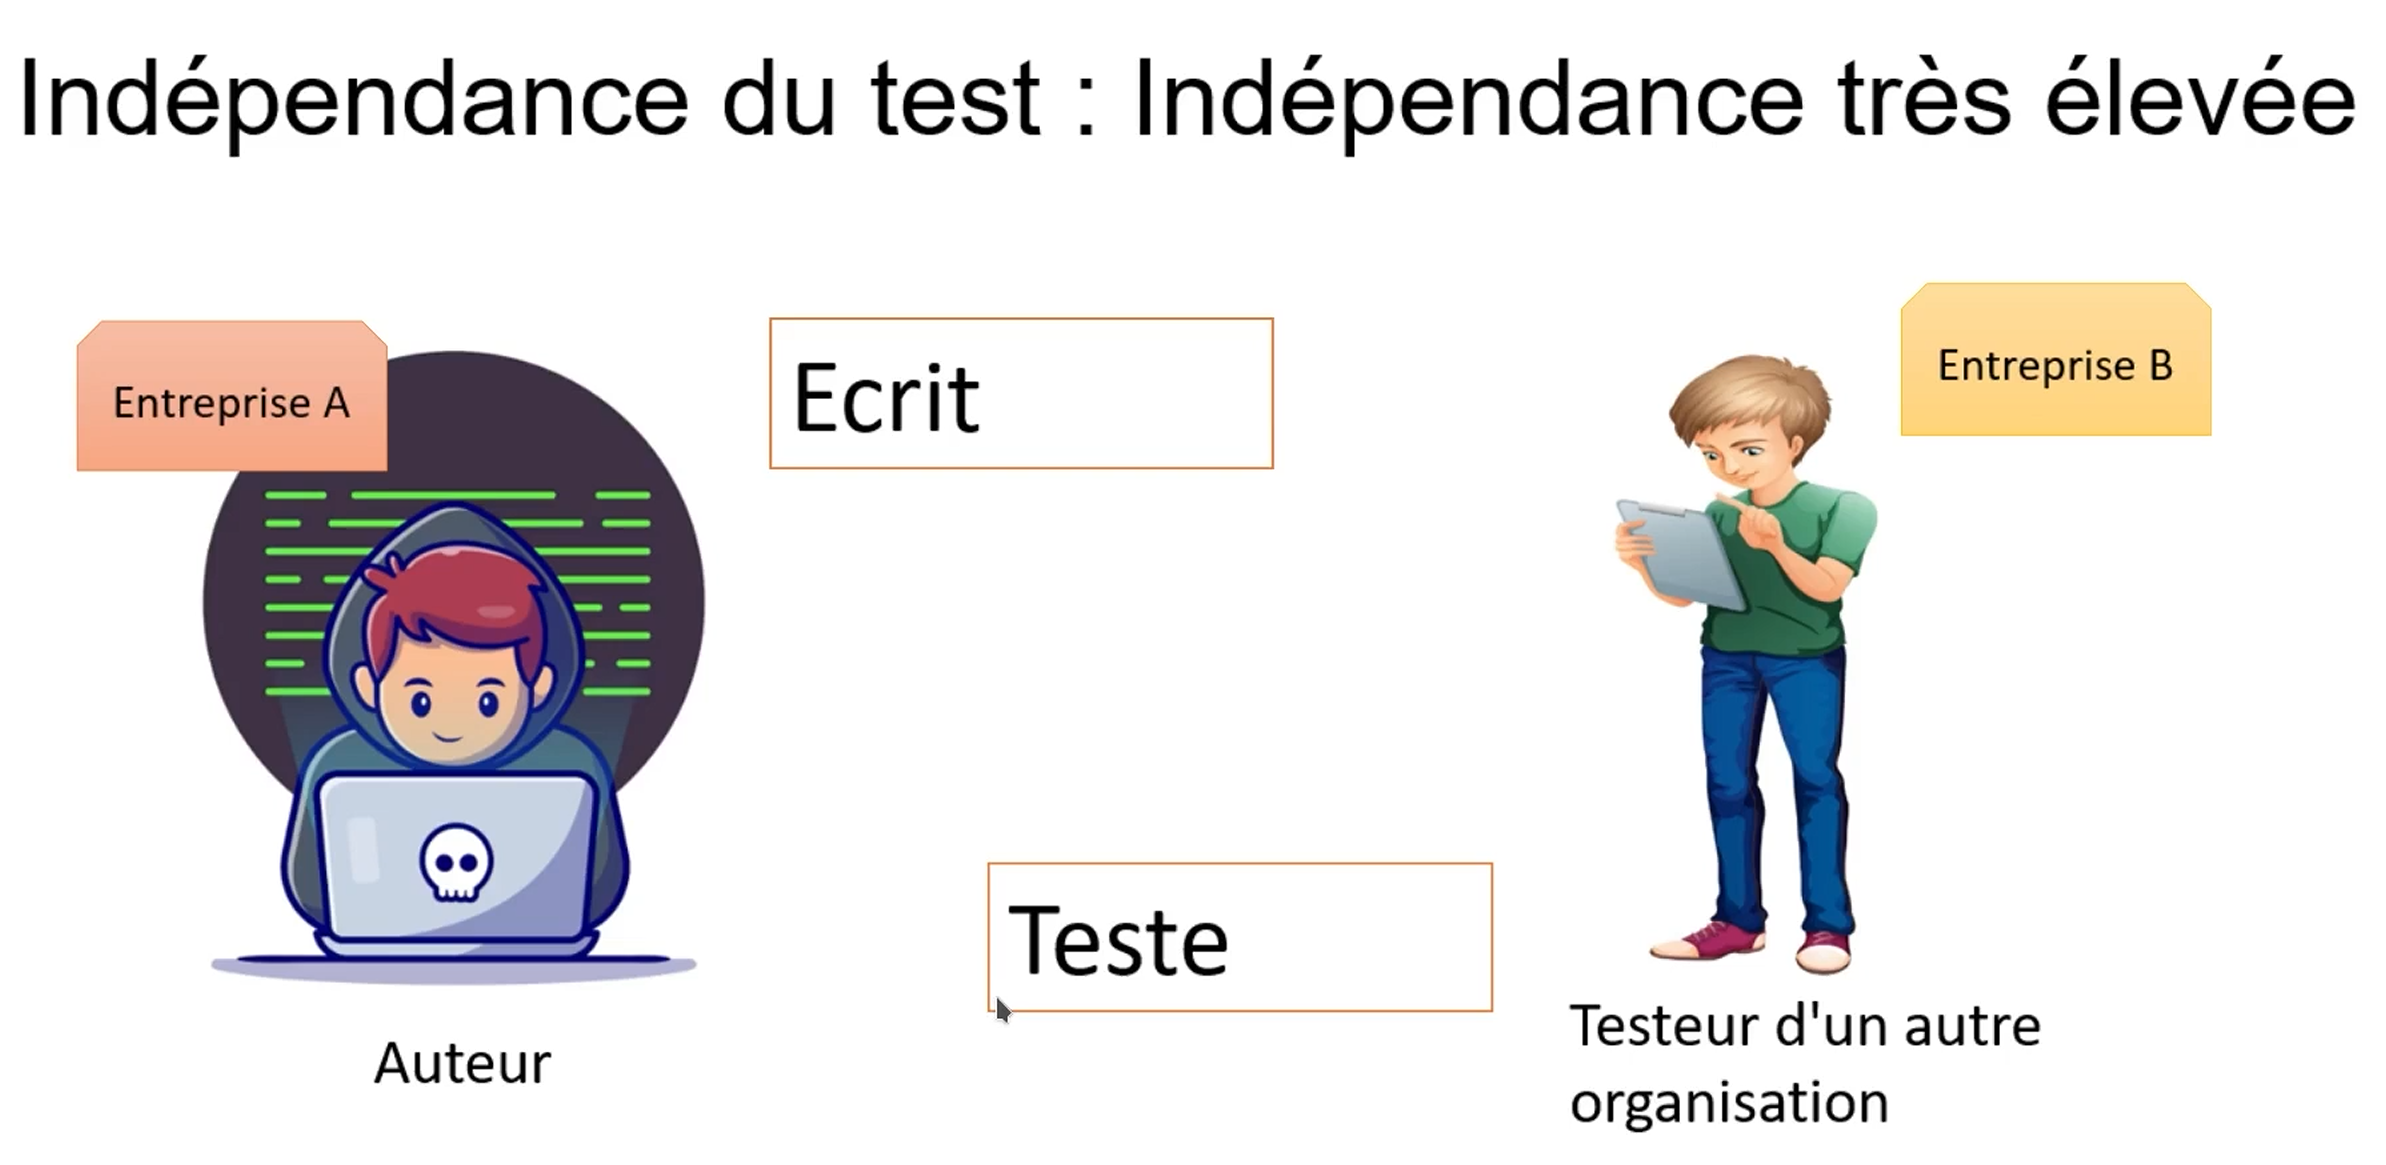 Indépendance du test : Indépendance très élevée
Entreprise A
Ecrit
Entreprise B
Teste
Auteur
Testeur d'un autre
organisation